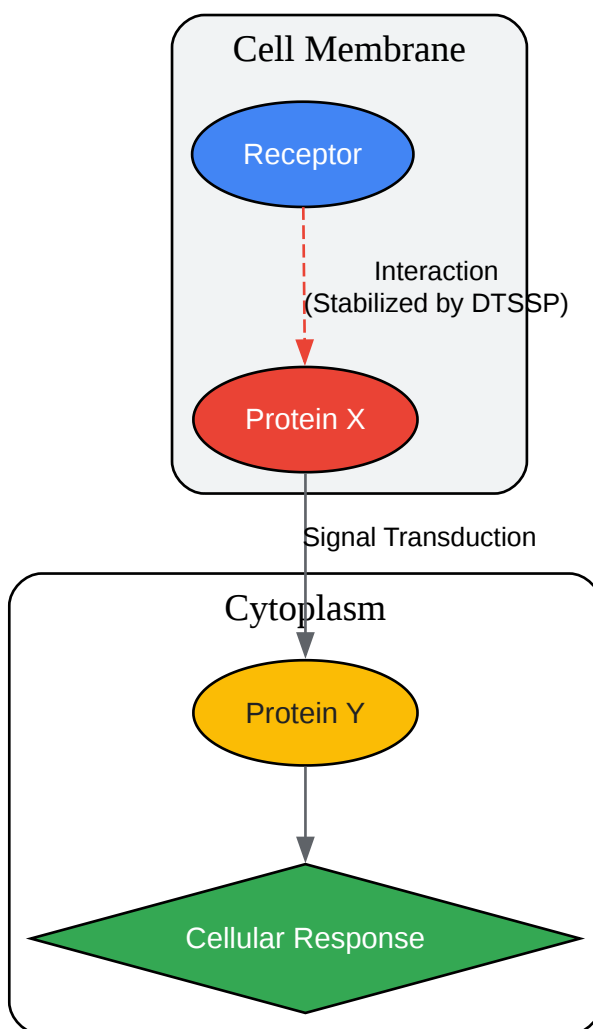 Cell Membrane
Receptor
Interaction
(Stabilized by DTSSP)
Protein X
Signal Transduction
Cytoplasm
Protein Y
Cellular Response